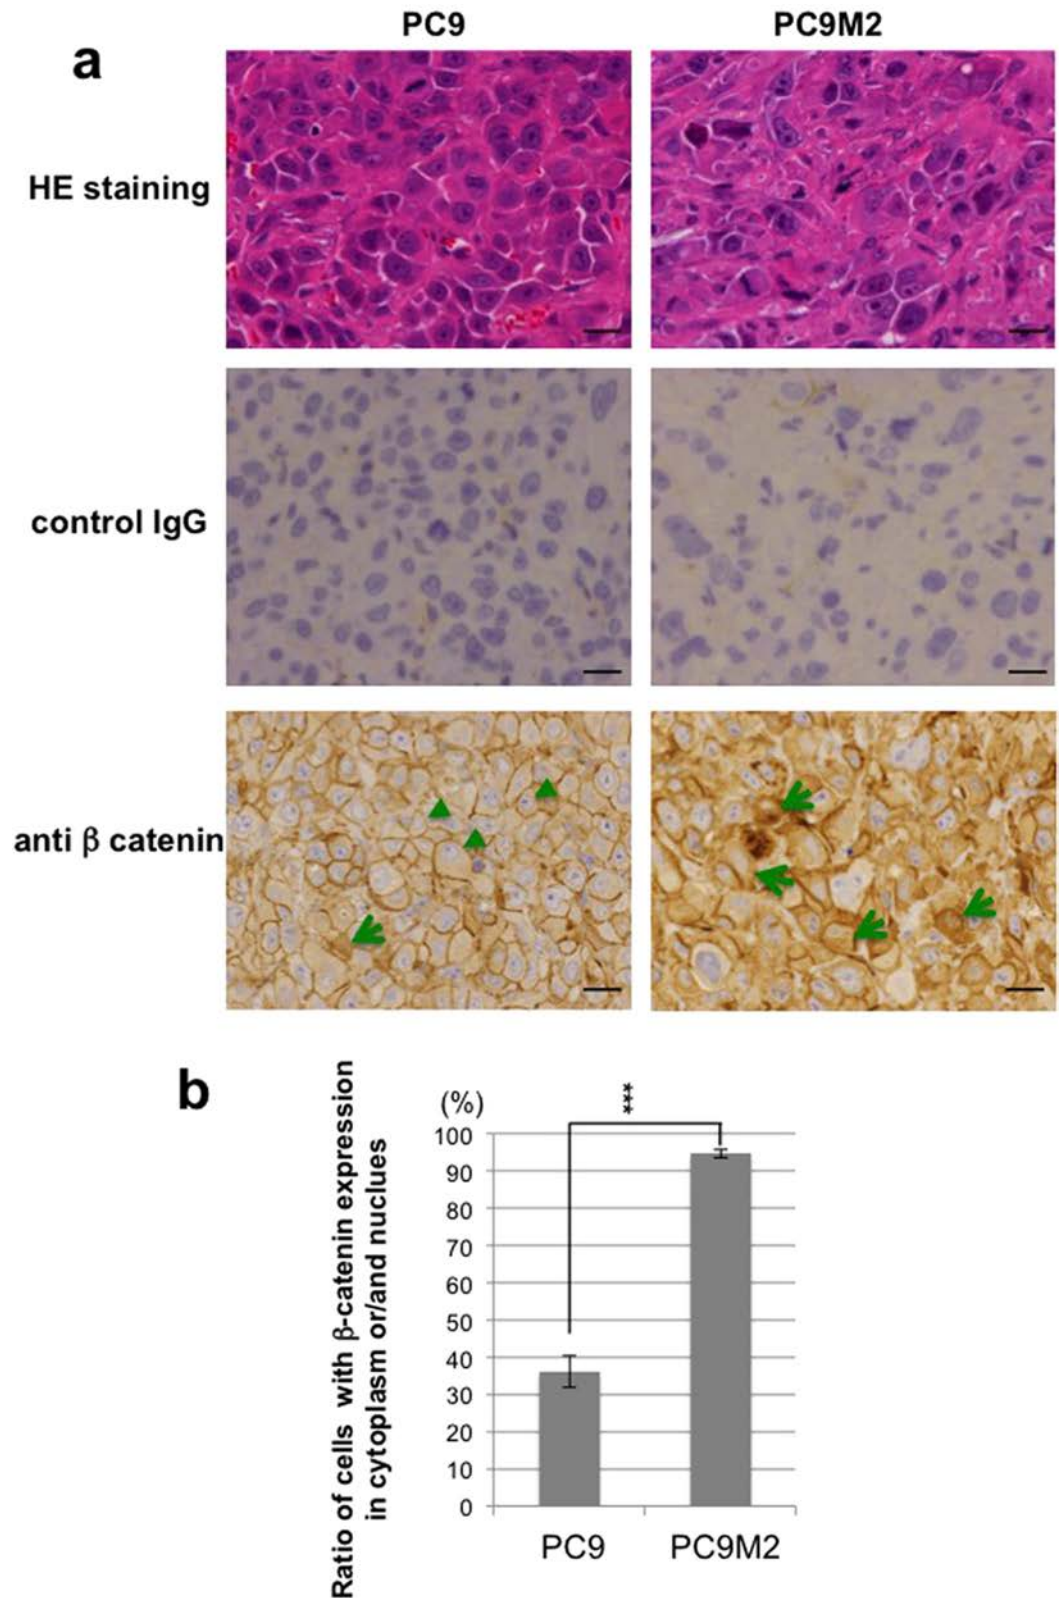 PC9 PC9M2
a
HE staining
control IgG
anti β catenin
b
Ratio of cells with β-catenin expression
in cytoplasm or/and nuclues
(%)
***
100
90
80
70
60
50
40
30
20
10
0
PC9 PC9M2